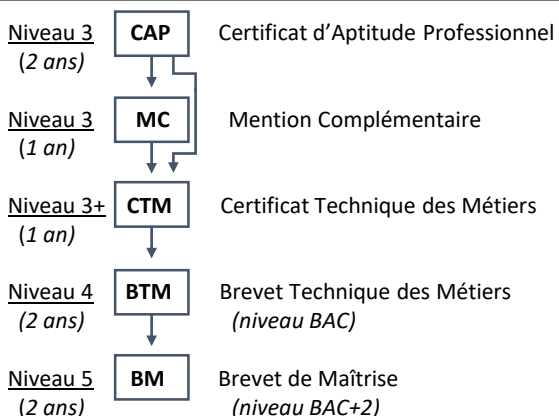 Niveau 3 CAP Certificat d’Aptitude Professionnel
(2 ans)
Niveau 3 MC Mention Complémentaire
(1 an)
Niveau 3+ CTM Certificat Technique des Métiers
(1 an)
Niveau 4 BTM Brevet Technique des Métiers
(2 ans) (niveau BAC)
Niveau 5 BM Brevet de Maîtrise
(2 ans) (niveau BAC+2)